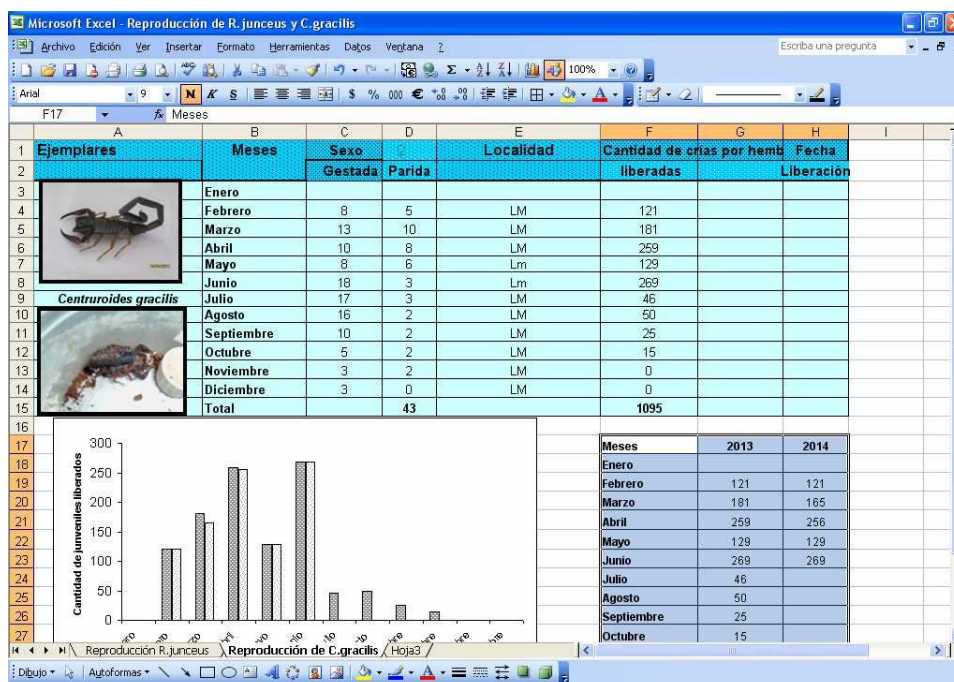 Microsoft Excel - Reproducción de R.junceus y C.gracilis
Archivo Edición Ver Insertar Formato Herramientas Datos Ventana ? Escriba una pregunta
100%
Arial 9 N K S $ % 000 €
F17 fx Meses
A B C D E F G H I
1 Ejemplares Meses Sexo ♀ Localidad Cantidad de crias por hemb Fecha
2 Gestada Parida liberadas Liberación
3 Enero
4 Febrero 8 5 LM 121
5 Marzo 13 10 LM 181
6 Abril 10 8 LM 259
7 Mayo 8 6 Lm 129
8 Junio 18 3 Lm 269
9 Centruroides gracilis Julio 17 3 LM 46
10 Agosto 16 2 LM 50
11 Septiembre 10 2 LM 25
12 Octubre 5 2 LM 15
13 Noviembre 3 2 LM 0
14 Diciembre 3 0 LM 0
15 Total 43 1095
16
17 Meses 2013 2014
18 Enero
19 Febrero 121 121
20 Marzo 181 165
21 Abril 259 256
22 Mayo 129 129
23 Junio 269 269
24 Julio 46
25 Agosto 50
26 Septiembre 25
27 Octubre 15
Cantidad de junveniles liberados
300
250
200
150
100
50
0
Reproducción R.junceus Reproducción de C.gracilis Hoja3
Dibujo Autoformas